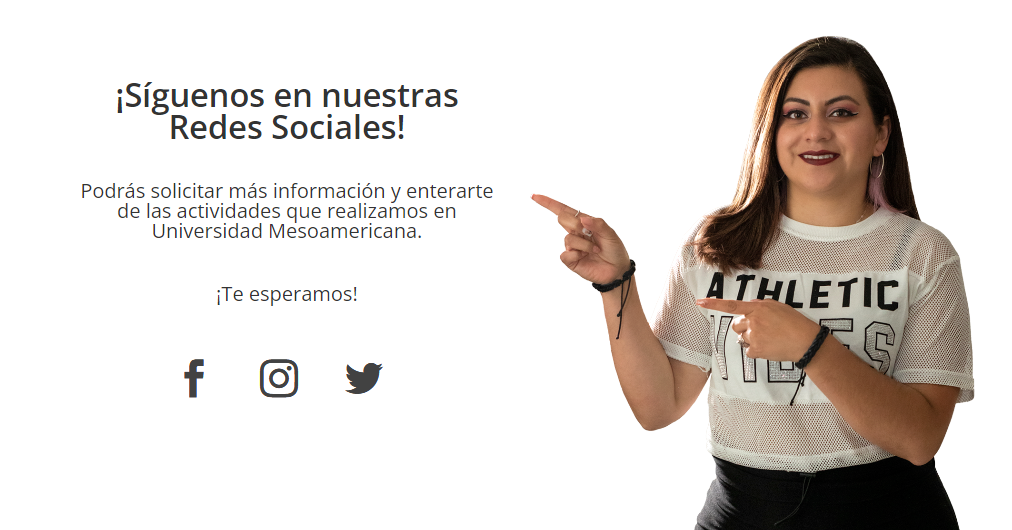 ¡Síguenos en nuestras
Redes Sociales!
Podrás solicitar más información y enterarte
de las actividades que realizamos en
Universidad Mesoamericana.
¡Te esperamos!
ATHLETIC
VIBES